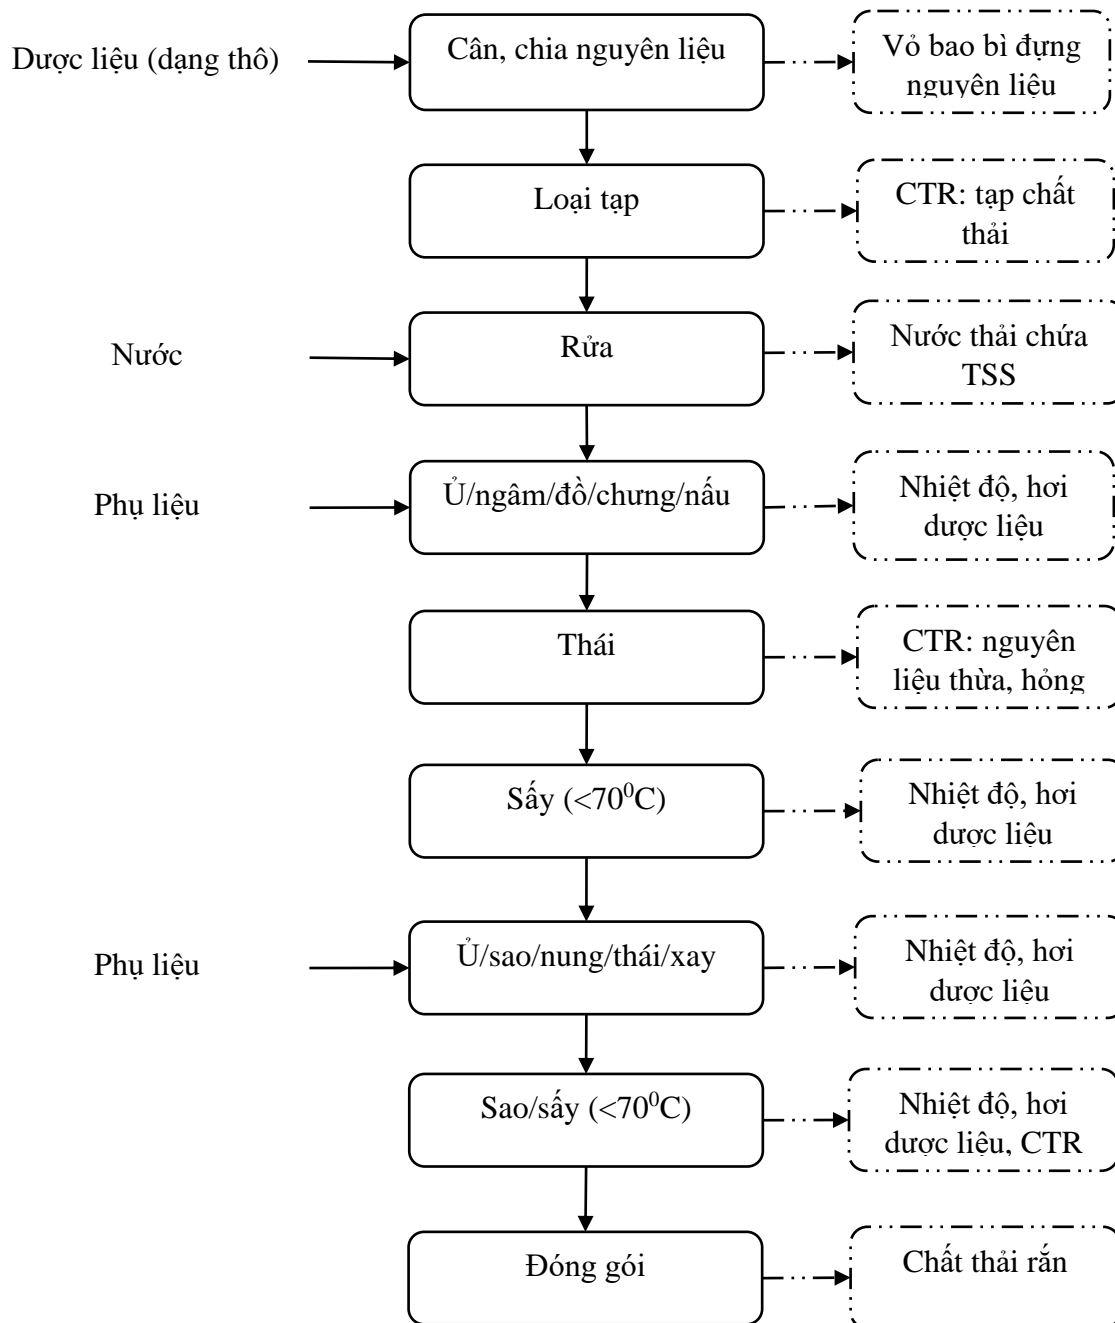 Dược liệu (dạng thô)
Cân, chia nguyên liệu
Vỏ bao bì đựng
nguyên liệu
Loại tạp
CTR: tạp chất
thải
Nước
Rửa
Nước thải chứa
TSS
Phụ liệu
Ủ/ngâm/đồ/chưng/nấu
Nhiệt độ, hơi
dược liệu
Thái
CTR: nguyên
liệu thừa, hỏng
Sấy (<70⁰C)
Nhiệt độ, hơi
dược liệu
Phụ liệu
Ủ/sao/nung/thái/xay
Nhiệt độ, hơi
dược liệu
Sao/sấy (<70⁰C)
Nhiệt độ, hơi
dược liệu, CTR
Đóng gói
Chất thải rắn